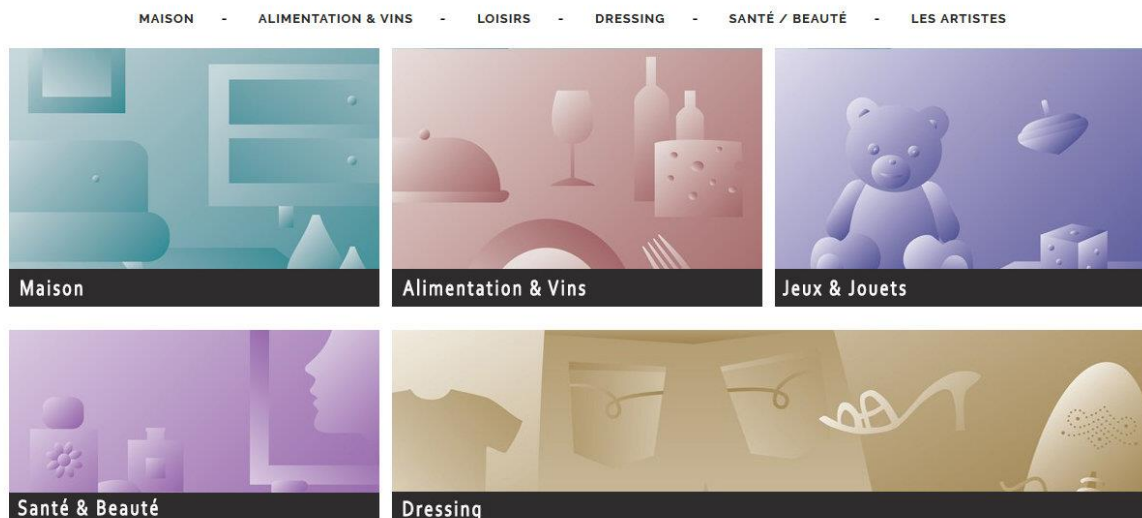 MAISON - ALIMENTATION & VINS - LOISIRS - DRESSING - SANTÉ / BEAUTÉ - LES ARTISTES
Maison
Alimentation & Vins
Jeux & Jouets
Santé & Beauté
Dressing